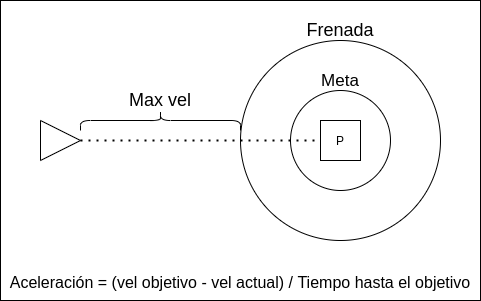 Frenada
Meta
Max vel
P
Aceleración = (vel objetivo - vel actual) / Tiempo hasta el objetivo